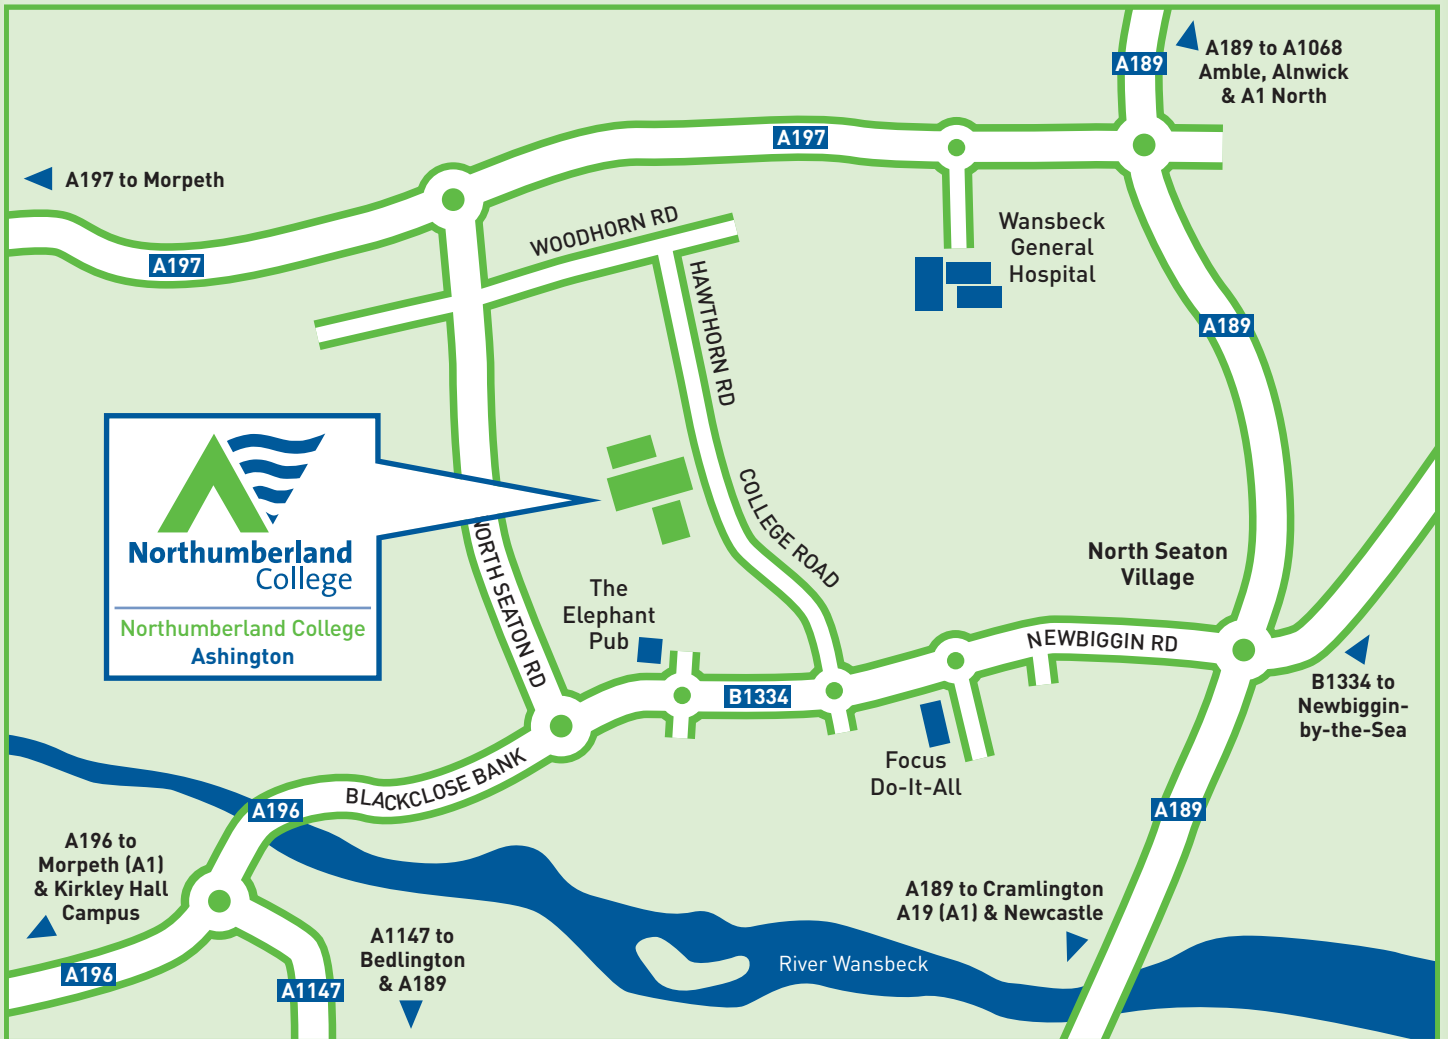 A189
A189 to A1068
Amble, Alnwick
& A1 North
A197
A197 to Morpeth
A197
WOODHORN RD
Wansbeck
General
Hospital
HAWTHORN RD
A189
Northumberland
College
Northumberland College
Ashington
COLLEGE ROAD
NORTH SEATON RD
North Seaton
Village
The
Elephant
Pub
NEWBIGGIN RD
B1334
B1334 to
Newbiggin-
by-the-Sea
Focus
Do-It-All
BLACKCLOSE BANK
A196
A189
A196 to
Morpeth (A1)
& Kirkley Hall
Campus
A189 to Cramlington
A19 (A1) & Newcastle
A1147 to
Bedlington
& A189
River Wansbeck
A196
A1147